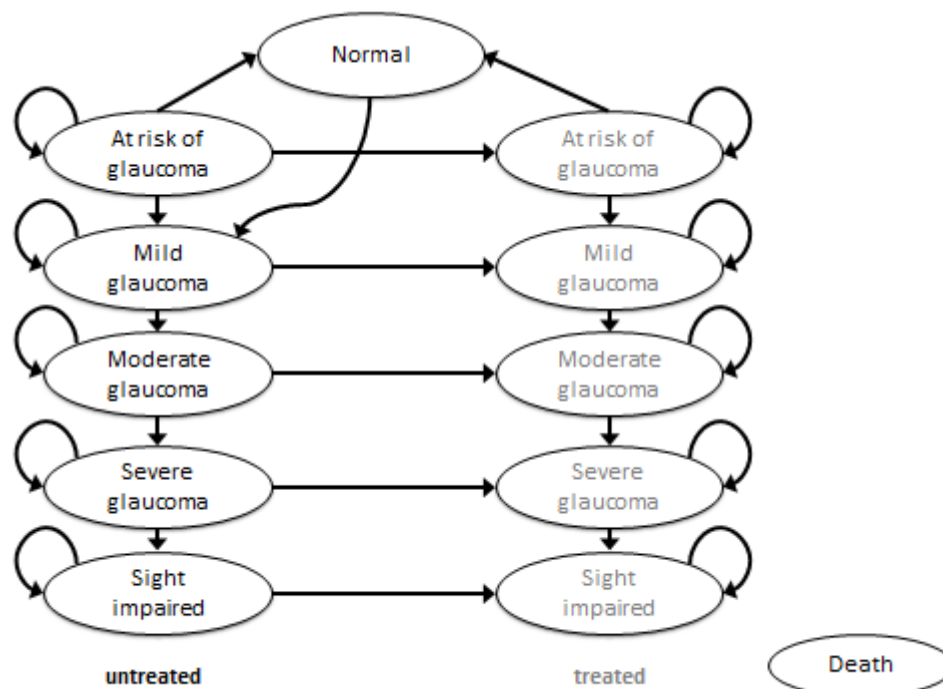 Normal
At risk of
glaucoma
At risk of
glaucoma
Mild
glaucoma
Mild
glaucoma
Moderate
glaucoma
Moderate
glaucoma
Severe
glaucoma
Severe
glaucoma
Sight
impaired
Sight
impaired
untreated
treated
Death